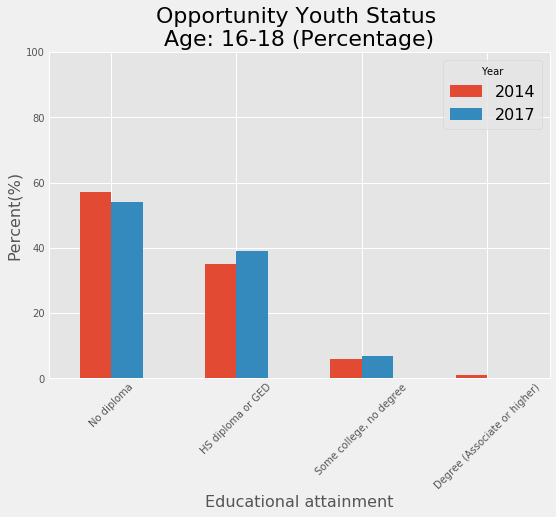 Opportunity Youth Status
Age: 16-18 (Percentage)
Year
2014
2017
Percent(%)
100
80
60
40
20
0
No diploma
HS diploma or GED
Some college, no degree
Degree (Associate or higher)
Educational attainment